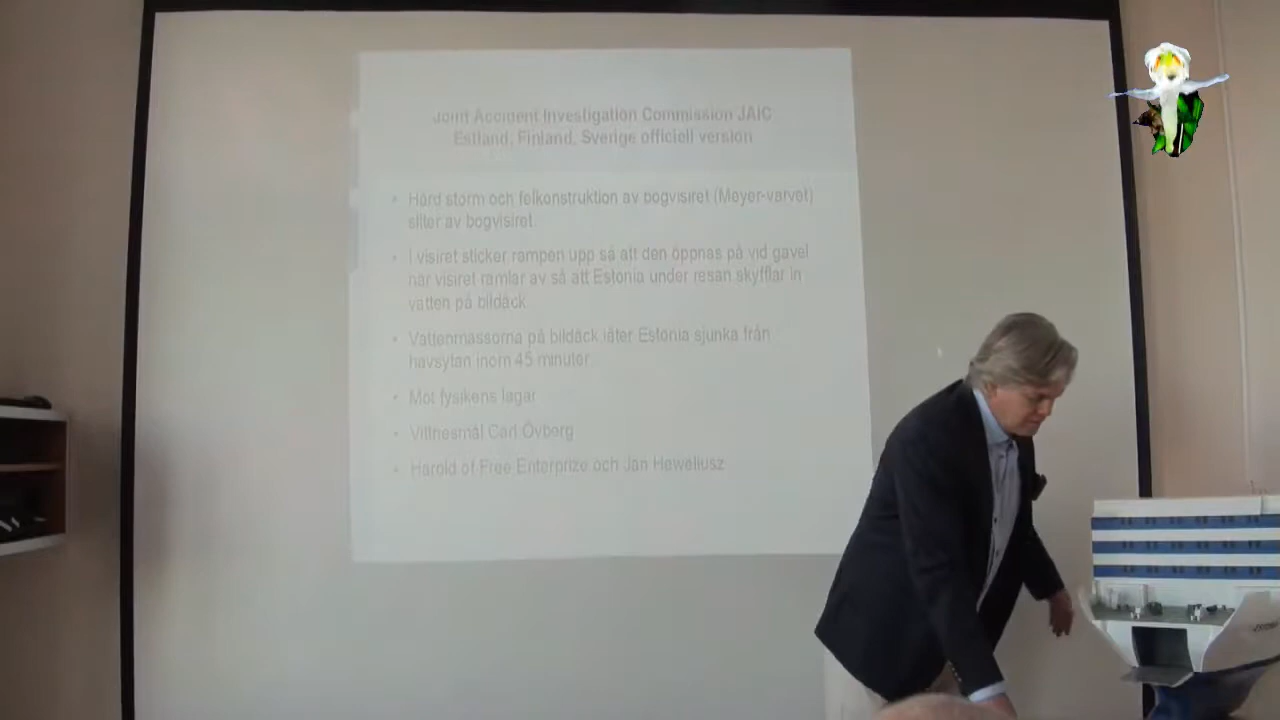 Joint Accident Investigation Commission JAIC
Estland, Finland, Sverige officiell version
• Hård storm och felkonstruktion av bogvisiret (Meyer-varvet)
sliter av bogvisiret.
• I visiret sticker rampen upp så att den öppnas på vid gavel
när visiret ramlar av så att Estonia under resan skyfflar in
vatten på bildäck
• Vattenmassorna på bildäck låter Estonia sjunka från
havsytan inom 45 minuter
• Mot fysikens lagar
• Vittnesmål Carl Övberg
• Harold of Free Enterprize och Jan Heweliusz